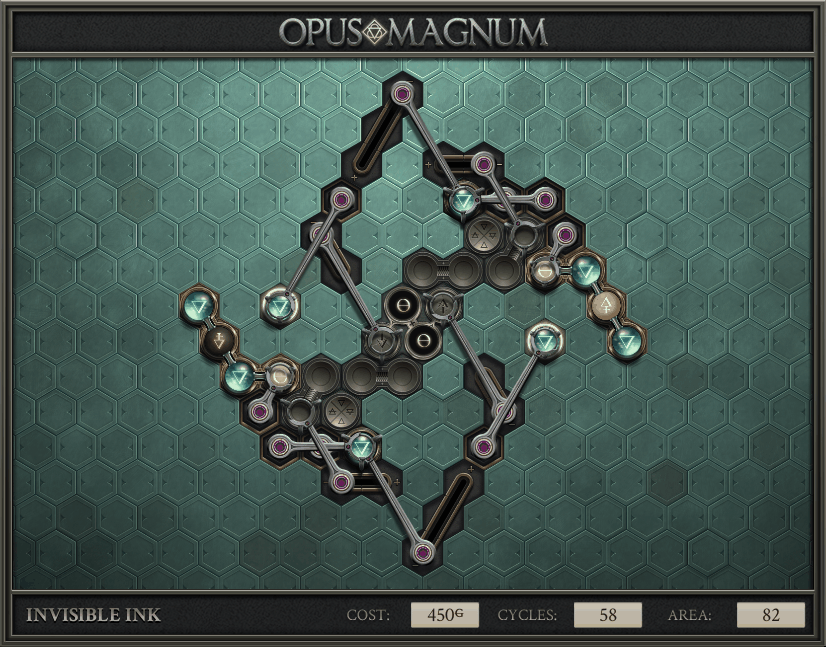 OPUS MAGNUM
INVISIBLE INK
COST: 450G
CYCLES: 58
AREA: 82